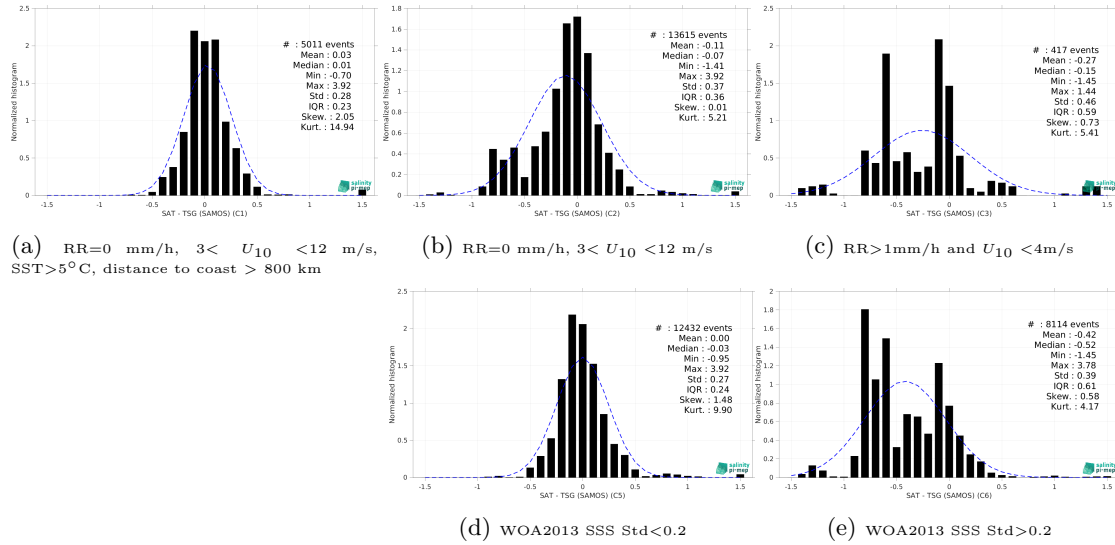 2.5
2
1.5
1
0.5
0
Normalized histogram
# : 5011 events
Mean : 0.03
Median : 0.01
Min : -0.70
Max : 3.92
Std : 0.28
IQR : 0.23
Skew. : 2.05
Kurt. : 14.94
salinity
pi-mep
-1.5 -1 -0.5 0 0.5 1 1.5
SAT - TSG (SAMOS) (C1)
(a) RR=0 mm/h, 3< U10 <12 m/s,
SST>5°C, distance to coast > 800 km
1.8
1.6
1.4
1.2
1
0.8
0.6
0.4
0.2
0
Normalized histogram
# : 13615 events
Mean : -0.11
Median : -0.07
Min : -1.41
Max : 3.92
Std : 0.37
IQR : 0.36
Skew. : 0.01
Kurt. : 5.21
salinity
pi-mep
-1.5 -1 -0.5 0 0.5 1 1.5
SAT - TSG (SAMOS) (C2)
(b) RR=0 mm/h, 3< U10 <12 m/s
2.5
2
1.5
1
0.5
0
Normalized histogram
# : 417 events
Mean : -0.27
Median : -0.15
Min : -1.45
Max : 1.44
Std : 0.46
IQR : 0.59
Skew. : 0.73
Kurt. : 5.41
salinity
pi-mep
-1.5 -1 -0.5 0 0.5 1 1.5
SAT - TSG (SAMOS) (C3)
(c) RR>1mm/h and U10 <4m/s
2.5
2
1.5
1
0.5
0
Normalized histogram
# : 12432 events
Mean : 0.00
Median : -0.03
Min : -0.95
Max : 3.92
Std : 0.27
IQR : 0.24
Skew. : 1.48
Kurt. : 9.90
salinity
pi-mep
-1.5 -1 -0.5 0 0.5 1 1.5
SAT - TSG (SAMOS) (C5)
(d) WOA2013 SSS Std<0.2
2
1.8
1.6
1.4
1.2
1
0.8
0.6
0.4
0.2
0
Normalized histogram
# : 8114 events
Mean : -0.42
Median : -0.52
Min : -1.45
Max : 3.78
Std : 0.39
IQR : 0.61
Skew. : 0.58
Kurt. : 4.17
salinity
pi-mep
-1.5 -1 -0.5 0 0.5 1 1.5
SAT - TSG (SAMOS) (C6)
(e) WOA2013 SSS Std>0.2